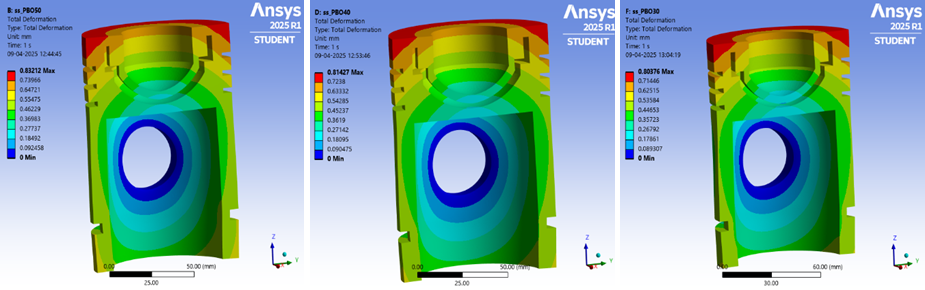 B: ss_PBO50
Total Deformation
Type: Total Deformation
Unit: mm
Time: 1 s
09-04-2025 12:44:45
0.83212 Max
0.73966
0.64721
0.55475
0.46229
0.36983
0.27737
0.18492
0.092458
0 Min
Ansys
2025 R1
STUDENT
Z
Y
X
0.00
50.00 (mm)
25.00
D: ss_PBO40
Total Deformation
Type: Total Deformation
Unit: mm
Time: 1 s
09-04-2025 12:53:46
0.81427 Max
0.7238
0.63332
0.54285
0.45237
0.3619
0.27142
0.18095
0.090475
0 Min
Ansys
2025 R1
STUDENT
Z
X
0.00
50.00 (mm)
25.00
F: ss_PBO30
Total Deformation
Type: Total Deformation
Unit: mm
Time: 1 s
09-04-2025 13:04:19
0.80376 Max
0.71446
0.62515
0.53584
0.44653
0.35723
0.26792
0.17861
0.089307
0 Min
Ansys
2025 R1
STUDENT
Z
Y
X
0.00
60.00 (mm)
30.00